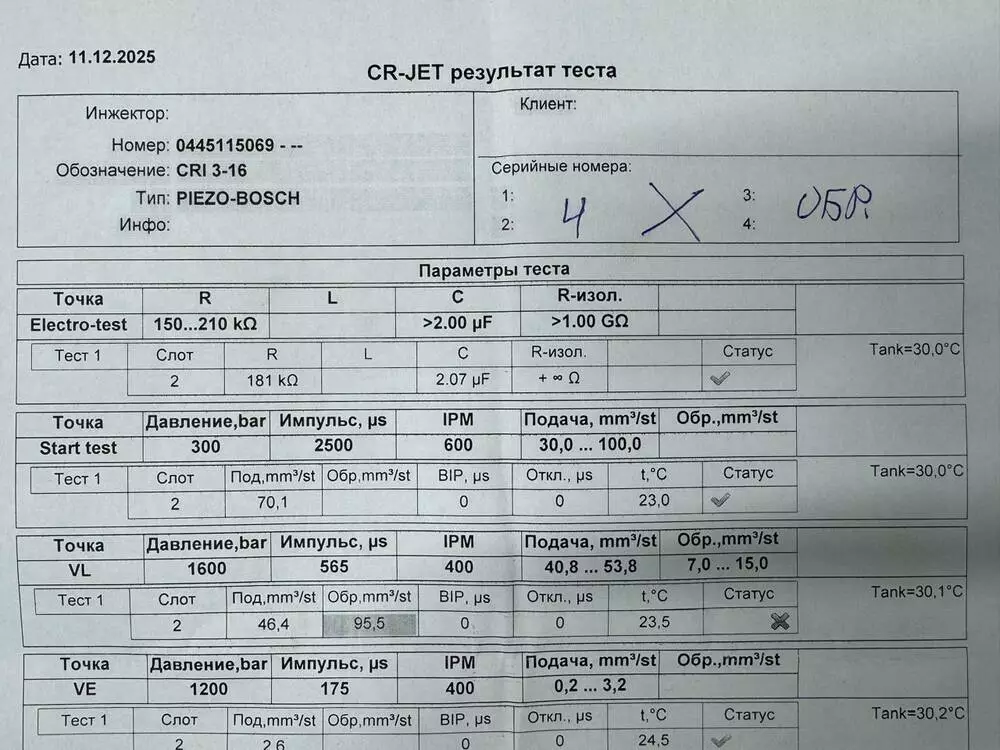 Дата: 11.12.2025
CR-JET результат теста
Инжектор:
Номер: 0445115069 - --
Обозначение: CRI 3-16
Тип: PIEZO-BOSCH
Инфо:
Клиент:
Серийные номера:
1: 3:
2: 4:
4 X ОБР.
Параметры теста
Точка R L C R-изол.
Electro-test 150...210 kΩ >2.00 µF >1.00 GΩ
Тест 1 Слот R L C R-изол. Статус Tank=30,0°C
2 181 kΩ 2.07 µF + ∞ Ω
Точка Давление,bar Импульс, µs IPM Подача, mm³/st Обр.,mm³/st
Start test 300 2500 600 30,0 ... 100,0
Тест 1 Слот Под,mm³/st Обр,mm³/st BIP, µs Откл., µs t,°C Статус Tank=30,0°C
2 70,1 0 0 23,0
Точка Давление,bar Импульс, µs IPM Подача, mm³/st Обр.,mm³/st
VL 1600 565 400 40,8 ... 53,8 7,0 ... 15,0
Тест 1 Слот Под,mm³/st Обр,mm³/st BIP, µs Откл., µs t,°C Статус Tank=30,1°C
2 46,4 95,5 0 0 23,5
Точка Давление,bar Импульс, µs IPM Подача, mm³/st Обр.,mm³/st
VE 1200 175 400 0,2 ... 3,2
Тест 1 Слот Под,mm³/st Обр,mm³/st BIP, µs Откл., µs t,°C Статус Tank=30,2°C
2 2,6 0 0 24,5